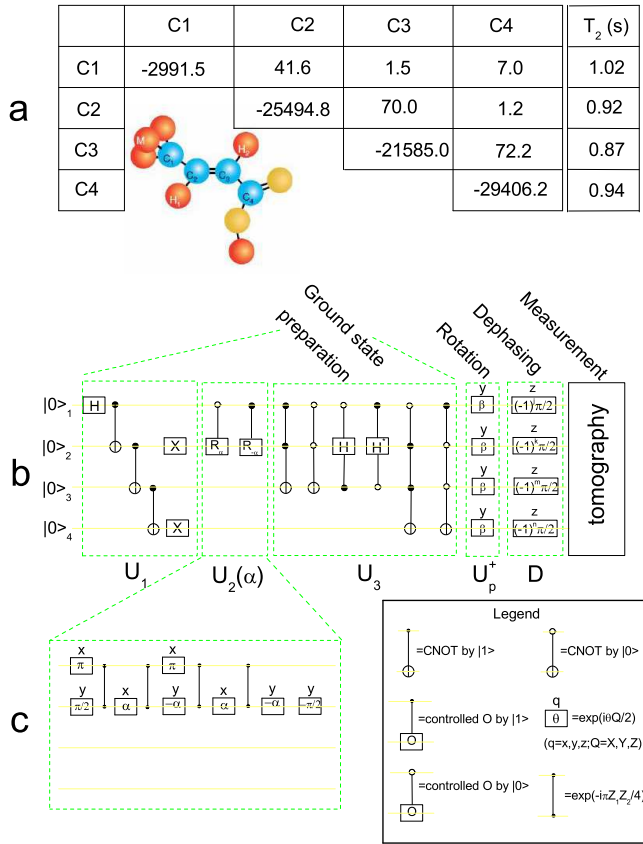 a
C1 C2 C3 C4 T2 (s)
C1 -2991.5 41.6 1.5 7.0 1.02
C2 -25494.8 70.0 1.2 0.92
C3 -21585.0 72.2 0.87
C4 -29406.2 0.94
M C1 C2 C3 C4 H1 H2
b
Ground state
preparation
Rotation
Dephasing
Measurement
|0>1 H y β z (-1)^j π/2
|0>2 X Rα R-α H H* y β z (-1)^k π/2
|0>3 y β z (-1)^m π/2
|0>4 X y β z (-1)^n π/2
tomography
U1 U2(α) U3 Up+ D
c
x π x π
y π/2 x α y -α x α y -α y -π/2
Legend
=CNOT by |1> =CNOT by |0>
O =controlled O by |1>
q θ =exp(iθQ/2)
(q=x,y,z;Q=X,Y,Z)
O =controlled O by |0>
=exp(-iπZ1Z2/4)